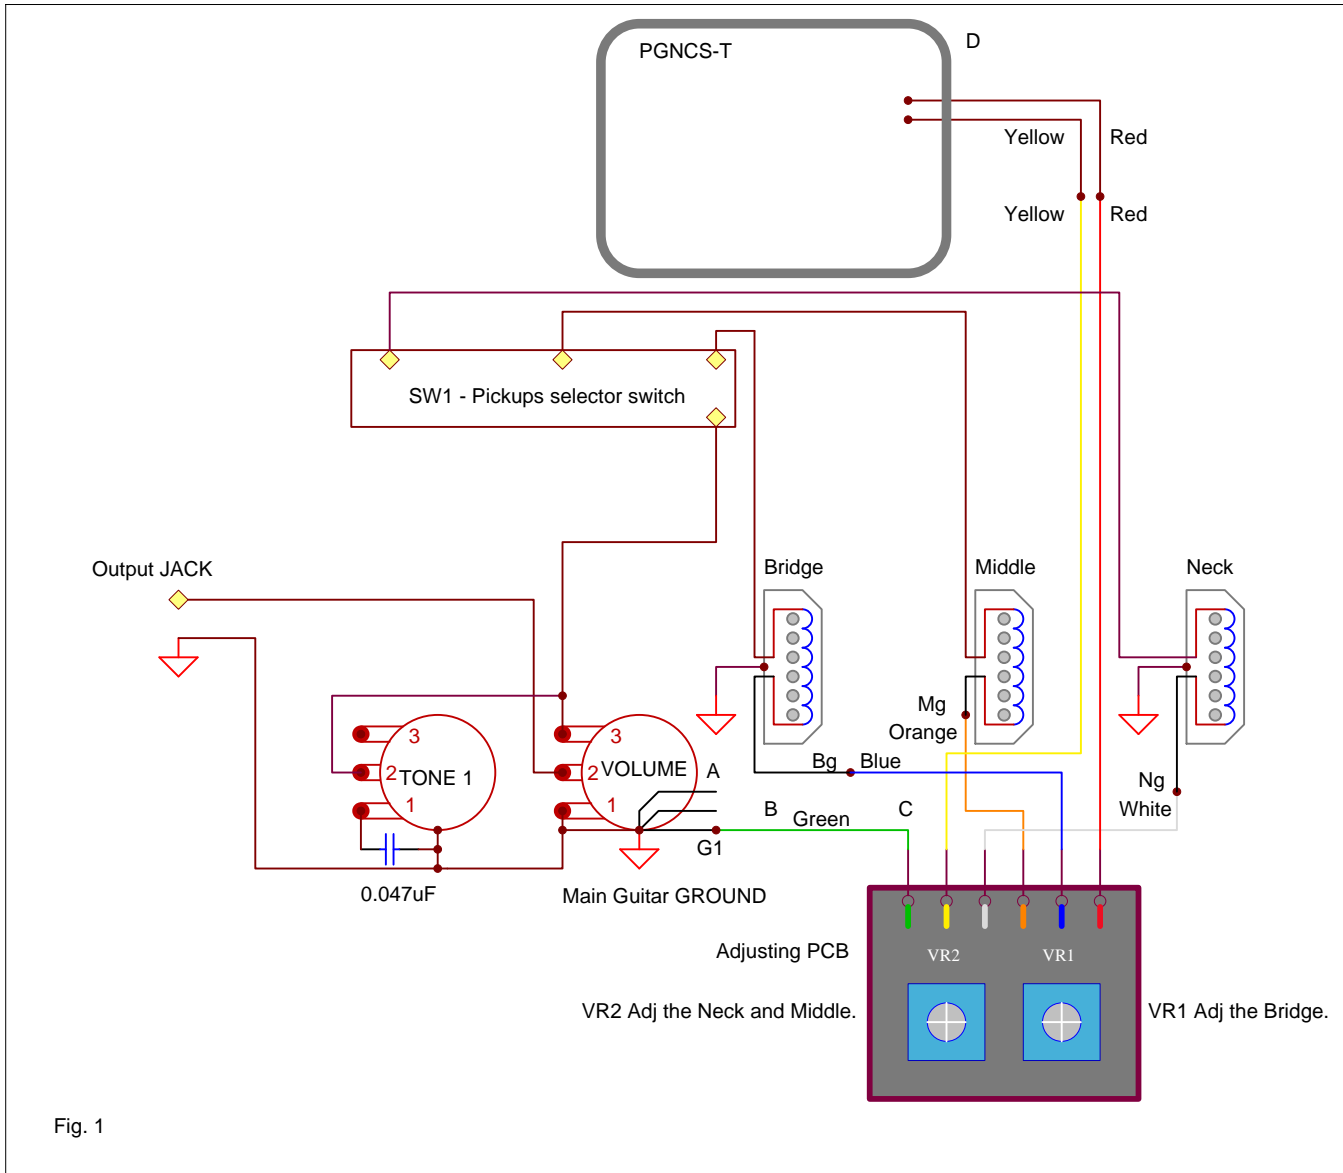 PGNCS-T
D
Yellow
Red
Yellow
Red
SW1 - Pickups selector switch
Output JACK
Bridge
Middle
Neck
Mg
Orange
3
2
1
TONE 1
3
2
1
VOLUME
A
Bg
Blue
Ng
White
B
Green
C
G1
0.047uF
Main Guitar GROUND
Adjusting PCB
VR2
VR1
VR2 Adj the Neck and Middle.
VR1 Adj the Bridge.
Fig. 1